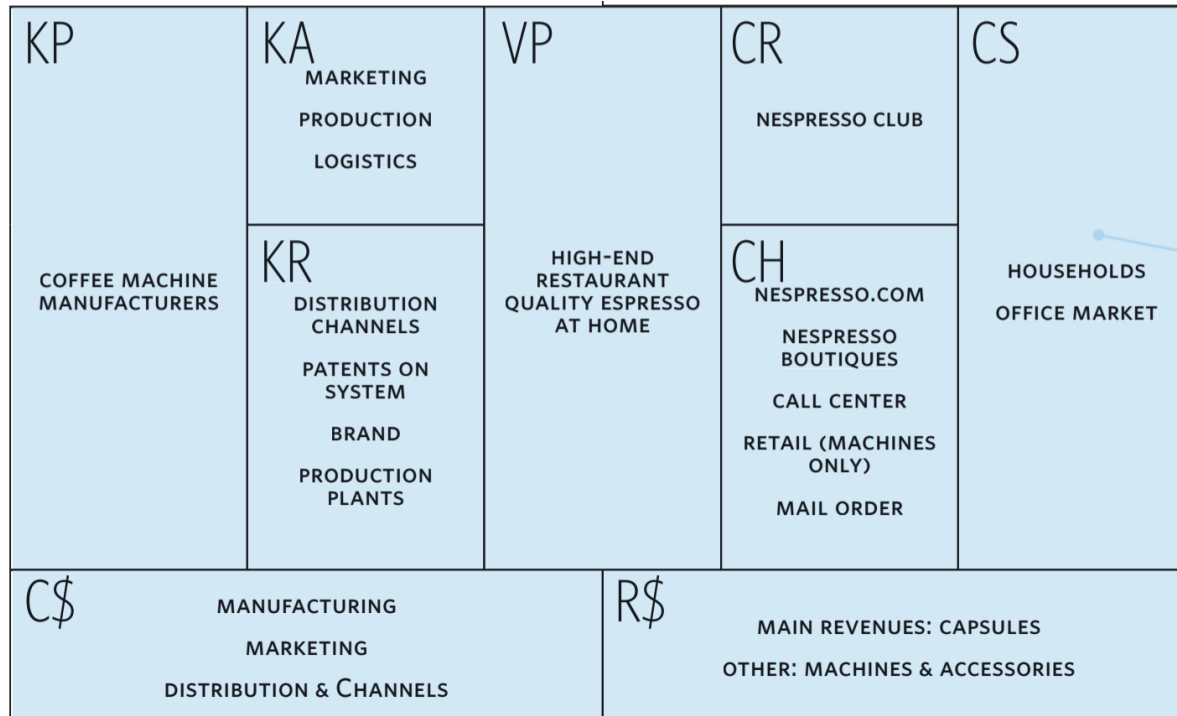 KP
COFFEE MACHINE
MANUFACTURERS
KA
MARKETING
PRODUCTION
LOGISTICS
KR
DISTRIBUTION
CHANNELS
PATENTS ON
SYSTEM
BRAND
PRODUCTION
PLANTS
VP
HIGH-END
RESTAURANT
QUALITY ESPRESSO
AT HOME
CR
NESPRESSO CLUB
CH
NESPRESSO.COM
NESPRESSO
BOUTIQUES
CALL CENTER
RETAIL (MACHINES
ONLY)
MAIL ORDER
CS
HOUSEHOLDS
OFFICE MARKET
C$
MANUFACTURING
MARKETING
DISTRIBUTION & CHANNELS
R$
MAIN REVENUES: CAPSULES
OTHER: MACHINES & ACCESSORIES